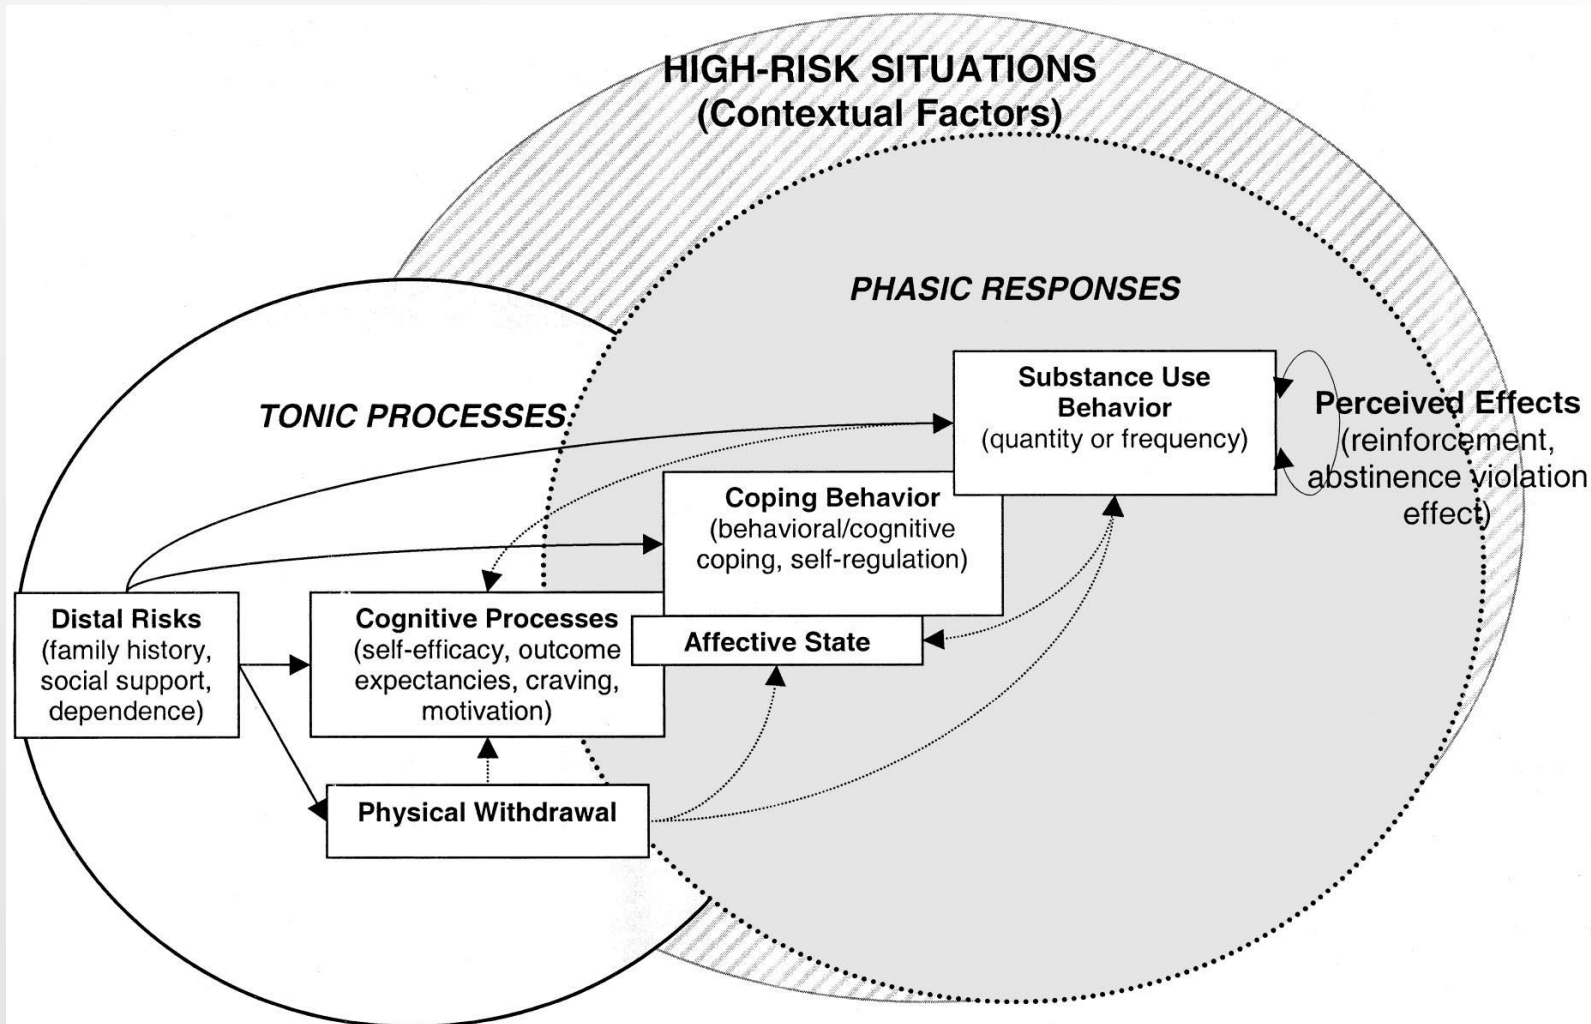 HIGH-RISK SITUATIONS
(Contextual Factors)
PHASIC RESPONSES
TONIC PROCESSES
Substance Use
Behavior
(quantity or frequency)
Perceived Effects
(reinforcement,
abstinence violation
effect)
Coping Behavior
(behavioral/cognitive
coping, self-regulation)
Distal Risks
(family history,
social support,
dependence)
Cognitive Processes
(self-efficacy, outcome
expectancies, craving,
motivation)
Affective State
Physical Withdrawal